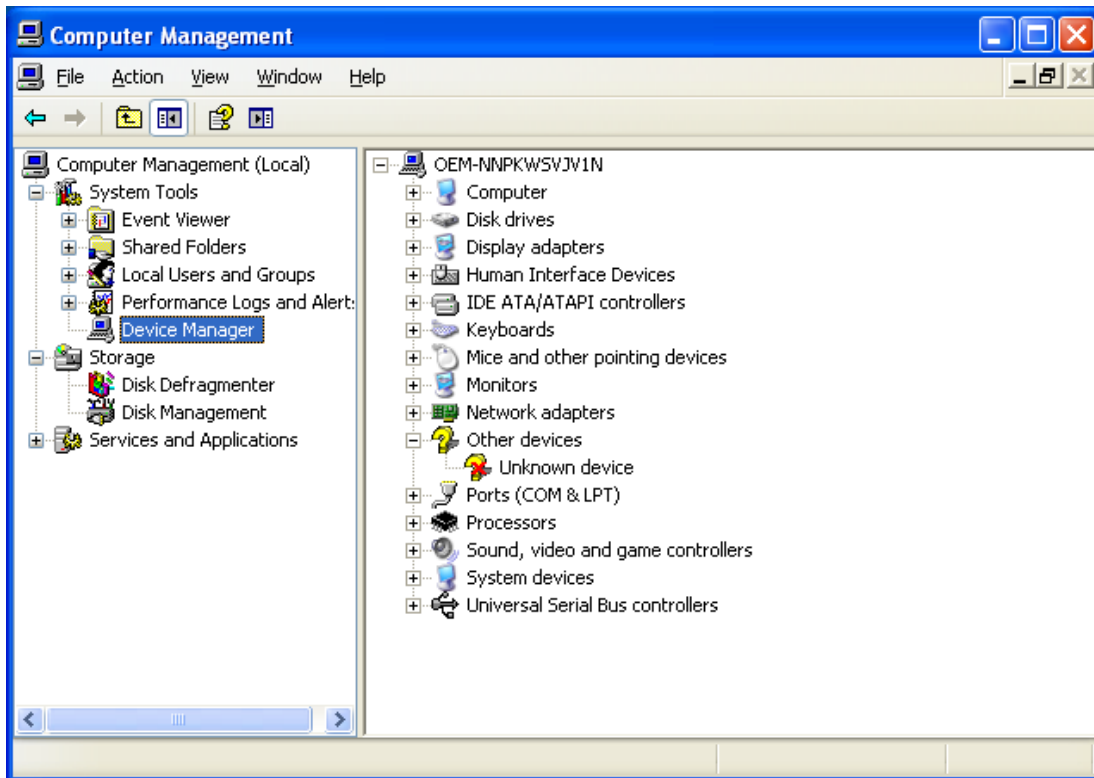 Computer Management
File Action View Window Help
Computer Management (Local)
System Tools
Event Viewer
Shared Folders
Local Users and Groups
Performance Logs and Alert:
Device Manager
Storage
Disk Defragmenter
Disk Management
Services and Applications
OEM-NNPKWSVJV1N
Computer
Disk drives
Display adapters
Human Interface Devices
IDE ATA/ATAPI controllers
Keyboards
Mice and other pointing devices
Monitors
Network adapters
Other devices
Unknown device
Ports (COM & LPT)
Processors
Sound, video and game controllers
System devices
Universal Serial Bus controllers